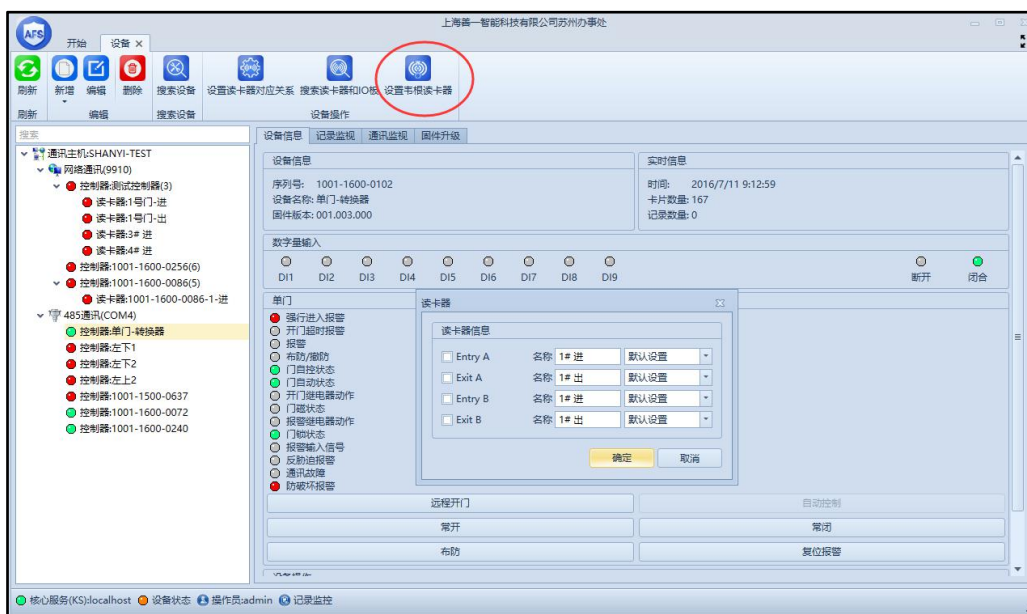 上海善一智能科技有限公司苏州办事处
AFS
开始 设备
刷新 新增 编辑 删除 搜索设备 设置读卡器对应关系 搜索读卡器和IO板 设置韦根读卡器
刷新 编辑 搜索设备 设备操作
搜索
通讯主机:SHANYI-TEST
网络通讯(9910)
控制器:测试控制器(3)
读卡器:1号门-进
读卡器:1号门-出
读卡器:3# 进
读卡器:4# 进
控制器:1001-1600-0256(6)
控制器:1001-1600-0086(5)
读卡器:1001-1600-0086-1-进
485通讯(COM4)
控制器:单门-转换器
控制器:左下1
控制器:左下2
控制器:左上2
控制器:1001-1500-0637
控制器:1001-1600-0072
控制器:1001-1600-0240
设备信息 记录监视 通讯监视 固件升级
设备信息
序列号: 1001-1600-0102
设备名称: 单门-转换器
固件版本: 001.003.000
实时信息
时间: 2016/7/11 9:12:59
卡片数量: 167
记录数量: 0
数字量输入
DI1 DI2 DI3 DI4 DI5 DI6 DI7 DI8 DI9 断开 闭合
单门
强行进入报警
开门超时报警
报警
布防/撤防
门自控状态
门自动状态
开门继电器动作
门磁状态
报警继电器动作
门锁状态
报警输入信号
反胁迫报警
通讯故障
防破坏报警
读卡器
读卡器信息
Entry A 名称 1# 进 默认设置
Exit A 名称 1# 出 默认设置
Entry B 名称 1# 进 默认设置
Exit B 名称 1# 出 默认设置
确定 取消
远程开门 自动控制
常开 常闭
布防 复位报警
设备操作
核心服务(KS):localhost 设备状态 操作员:admin 记录监控